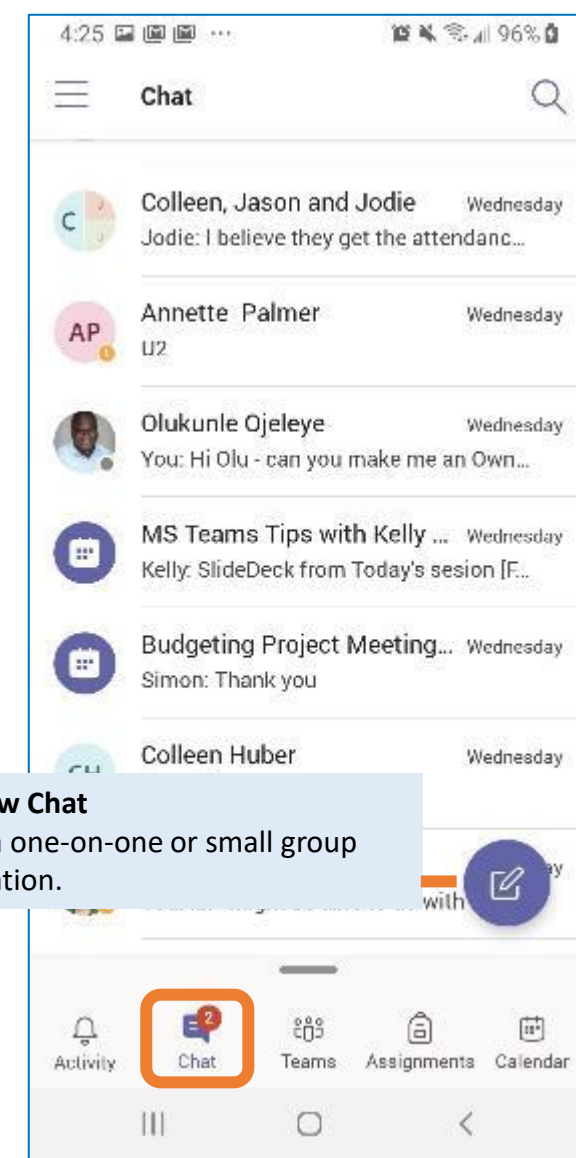 4:25 ... 96%
Chat
C J J
Colleen, Jason and Jodie Wednesday
Jodie: I believe they get the attendanc...
AP
Annette Palmer Wednesday
U2
Olukunle Ojeleye Wednesday
You: Hi Olu - can you make me an Own...
MS Teams Tips with Kelly ... Wednesday
Kelly: SlideDeck from Today's sesion [F...
Budgeting Project Meeting... Wednesday
Simon: Thank you
Colleen Huber Wednesday
CH
w Chat
one-on-one or small group
ation.
with
2
Activity Chat Teams Assignments Calendar